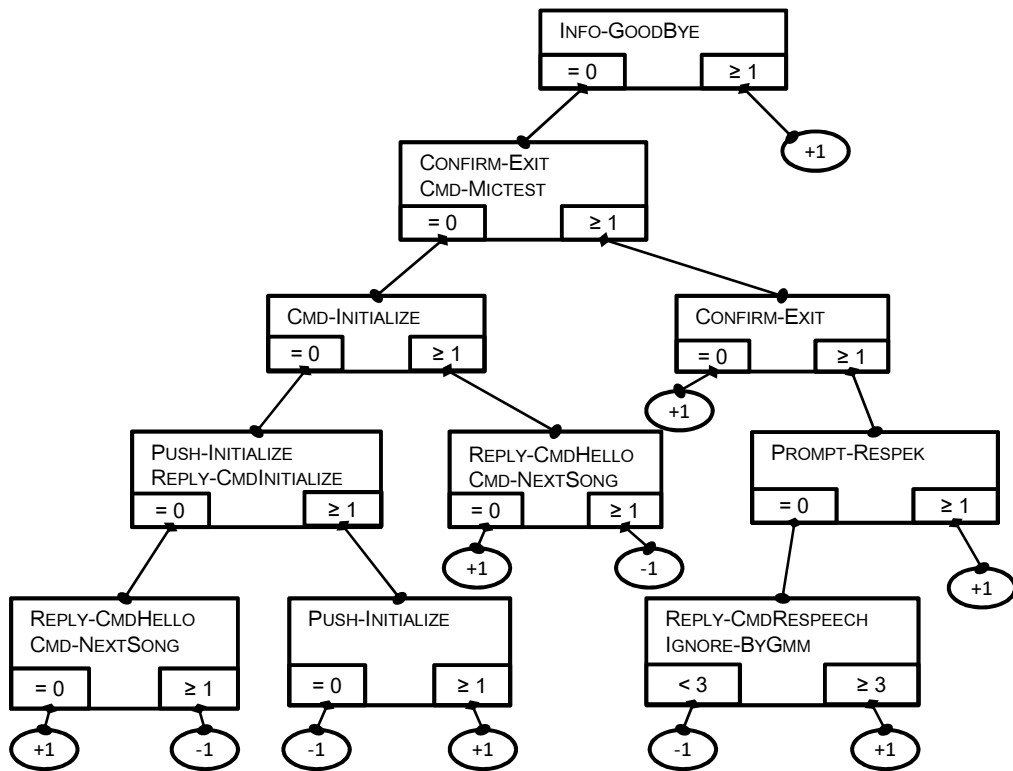 INFO-GOODBYE
= 0 ≥ 1
+1
CONFIRM-EXIT
CMD-MICTEST
= 0 ≥ 1
CMD-INITIALIZE
= 0 ≥ 1
CONFIRM-EXIT
= 0 ≥ 1
+1
PUSH-INITIALIZE
REPLY-CMDINITIALIZE
= 0 ≥ 1
REPLY-CMDHELLO
CMD-NEXTSONG
= 0 ≥ 1
+1 -1
PROMPT-RESPEK
= 0 ≥ 1
+1
REPLY-CMDHELLO
CMD-NEXTSONG
= 0 ≥ 1
+1 -1
PUSH-INITIALIZE
= 0 ≥ 1
-1 +1
REPLY-CMDRESPEECH
IGNORE-BYGMM
< 3 ≥ 3
-1 +1